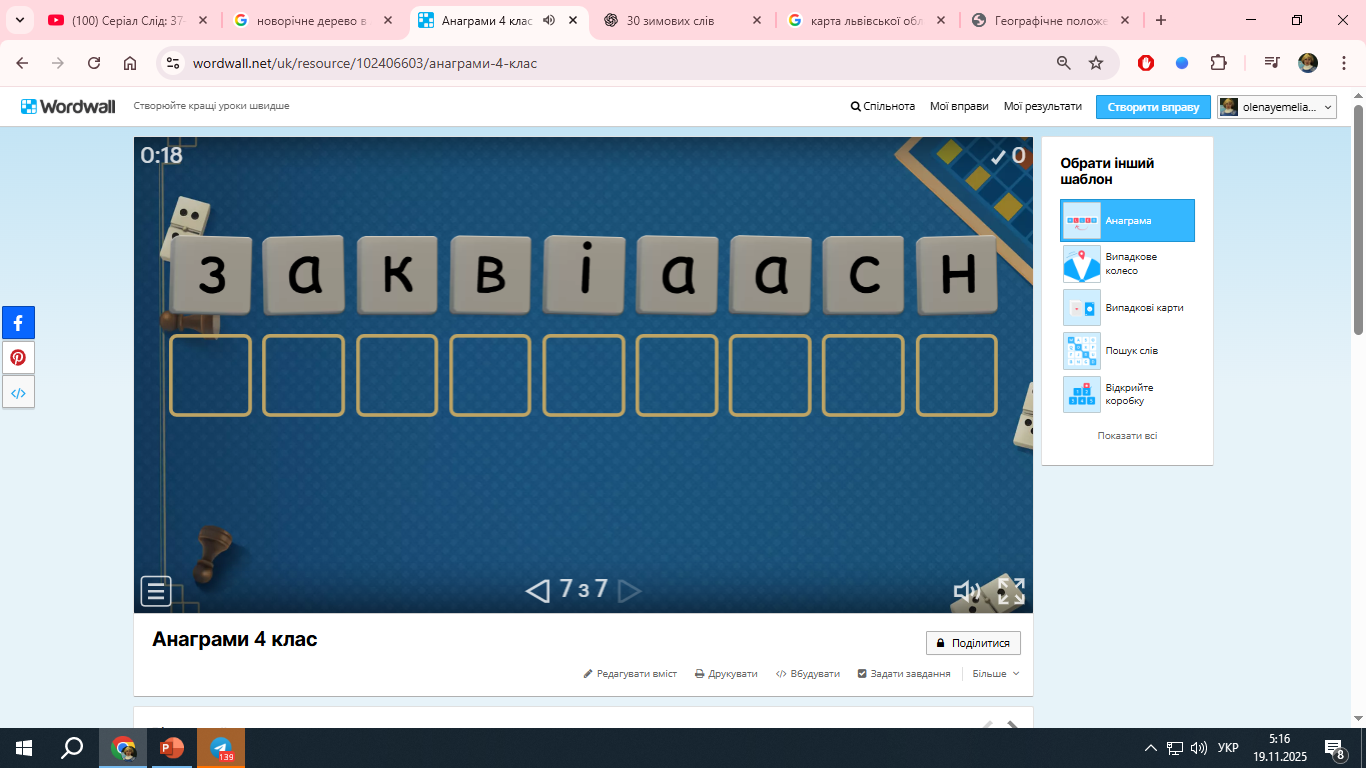 (100) Серіал Слід: 37-
новорічне дерево в
Анаграми 4 клас
30 зимових слів
карта львівської обл
Географічне положе
wordwall.net/uk/resource/102406603/анаграми-4-клас
Wordwall
Створюйте кращі уроки швидше
Спільнота
Мої вправи
Мої результати
Створити вправу
olenayemelia...
0:18
0
з а к в і а а с н
7 з 7
Обрати інший
шаблон
Анаграма
Випадкове
колесо
Випадкові карти
Пошук слів
Відкрийте
коробку
Показати всі
Анаграми 4 клас
Поділитися
Редагувати вміст
Друкувати
Вбудувати
Задати завдання
Більше
139
УКР
5:16
19.11.2025
8